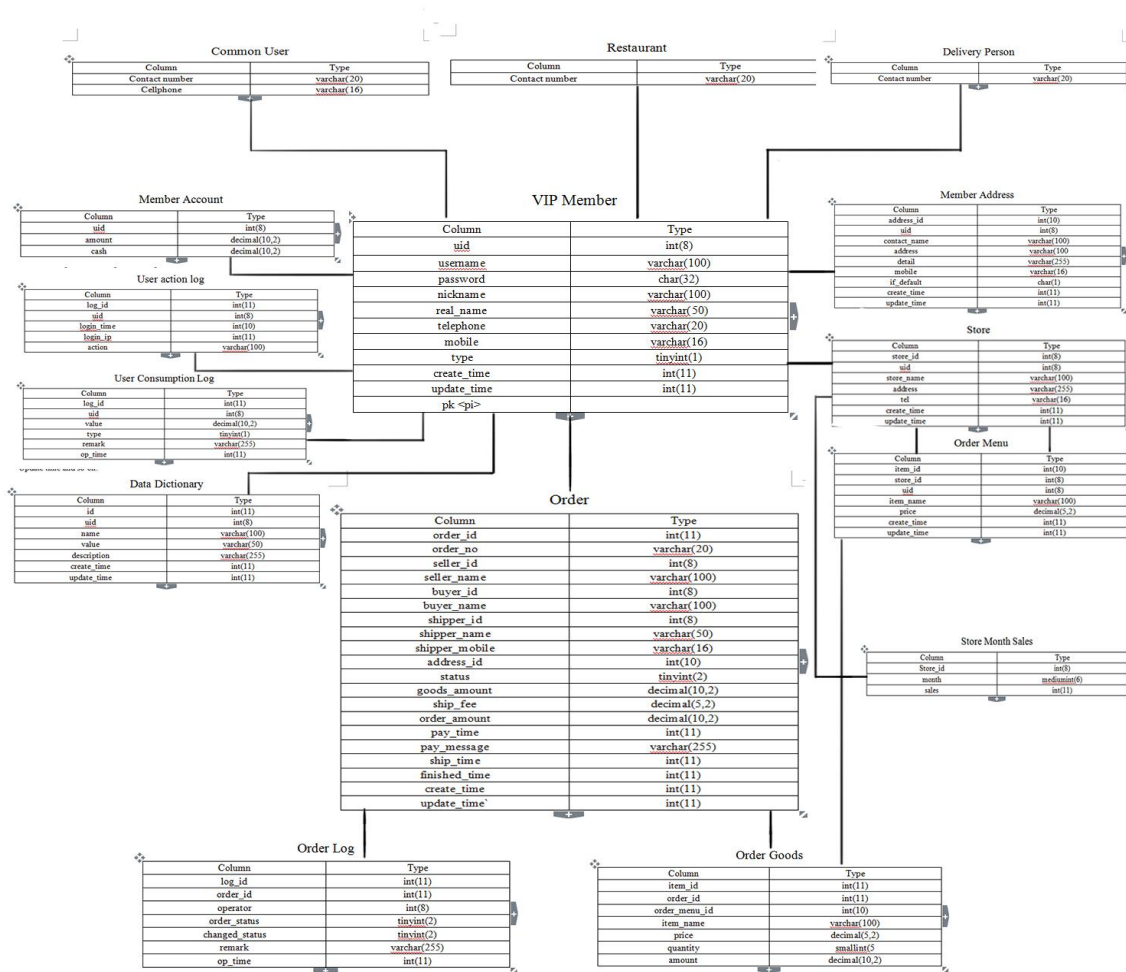 Common User
Column Type
Contact number varchar(20)
Cellphone varchar(16)
Restaurant
Column Type
Contact number varchar(20)
Delivery Person
Column Type
Contact number varchar(20)
Member Account
Column Type
uid int(8)
amount decimal(10,2)
cash decimal(10,2)
User action log
Column Type
log_id int(11)
uid int(8)
login_time int(10)
login_ip int(11)
action varchar(100)
User Consumption Log
Column Type
log_id int(11)
uid int(8)
value decimal(10,2)
type tinyint(1)
remark varchar(255)
op_time int(11)
Data Dictionary
Column Type
id int(11)
uid int(8)
name varchar(100)
value varchar(50)
description varchar(255)
create_time int(11)
update_time int(11)
VIP Member
Column Type
uid int(8)
username varchar(100)
password char(32)
nickname varchar(100)
real_name varchar(50)
telephone varchar(20)
mobile varchar(16)
type tinyint(1)
create_time int(11)
update_time int(11)
pk <pi>
Member Address
Column Type
address_id int(10)
uid int(8)
contact_name varchar(100)
address varchar(100
detail varchar(255)
mobile varchar(16)
if_default char(1)
create_time int(11)
update_time int(11)
Store
Column Type
store_id int(8)
uid int(8)
store_name varchar(100)
address varchar(255)
tel varchar(16)
create_time int(11)
update_time int(11)
Order Menu
Column Type
item_id int(10)
store_id int(8)
uid int(8)
item_name varchar(100)
price decimal(5,2)
create_time int(11)
update_time int(11)
Order
Column Type
order_id int(11)
order_no varchar(20)
seller_id int(8)
seller_name varchar(100)
buyer_id int(8)
buyer_name varchar(100)
shipper_id int(8)
shipper_name varchar(50)
shipper_mobile varchar(16)
address_id int(10)
status tinyint(2)
goods_amount decimal(10,2)
ship_fee decimal(5,2)
order_amount decimal(10,2)
pay_time int(11)
pay_message varchar(255)
ship_time int(11)
finished_time int(11)
create_time int(11)
update_time` int(11)
Store Month Sales
Column Type
Store_id int(8)
month mediumint(6)
sales int(11)
Order Log
Column Type
log_id int(11)
order_id int(11)
operator int(8)
order_status tinyint(2)
changed_status tinyint(2)
remark varchar(255)
op_time int(11)
Order Goods
Column Type
item_id int(11)
order_id int(11)
order_menu_id int(10)
item_name varchar(100)
price decimal(5,2)
quantity smallint(5
amount decimal(10,2)